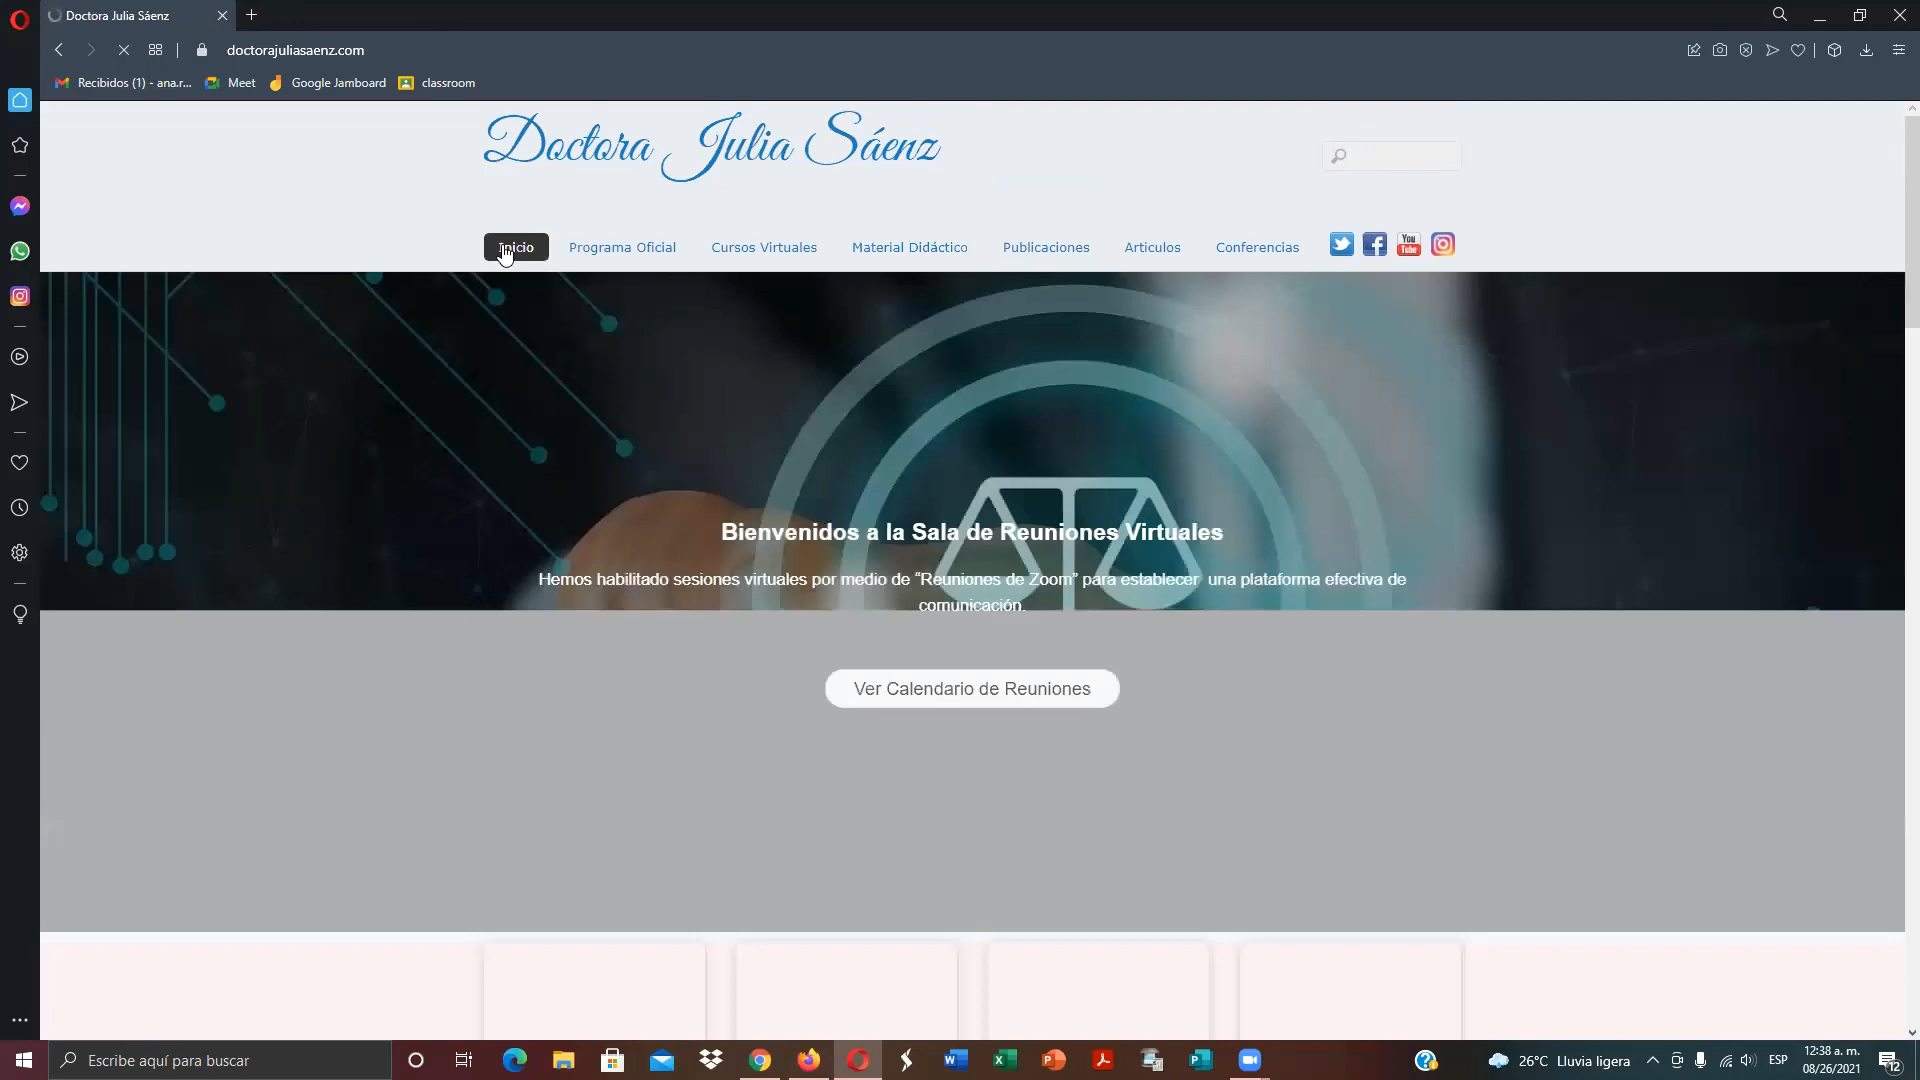 Doctora Julia Sáenz
doctorajuliasaenz.com
Recibidos (1) - ana.r... Meet Google Jamboard classroom
Doctora Julia Sáenz
Inicio Programa Oficial Cursos Virtuales Material Didáctico Publicaciones Articulos Conferencias You Tube
Bienvenidos a la Sala de Reuniones Virtuales
Hemos habilitado sesiones virtuales por medio de “Reuniones de Zoom” para establecer una plataforma efectiva de
comunicación.
Ver Calendario de Reuniones
Escribe aquí para buscar
26°C Lluvia ligera
ESP
12:38 a. m.
08/26/2021
12